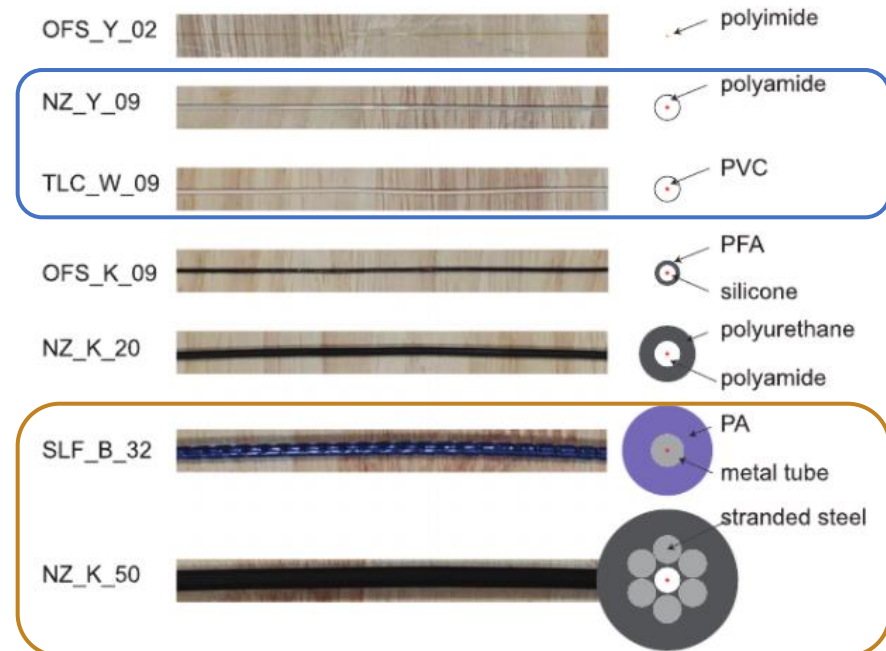 OFS_Y_02
polyimide
NZ_Y_09
polyamide
TLC_W_09
PVC
OFS_K_09
PFA
silicone
NZ_K_20
polyurethane
polyamide
SLF_B_32
PA
metal tube
NZ_K_50
stranded steel